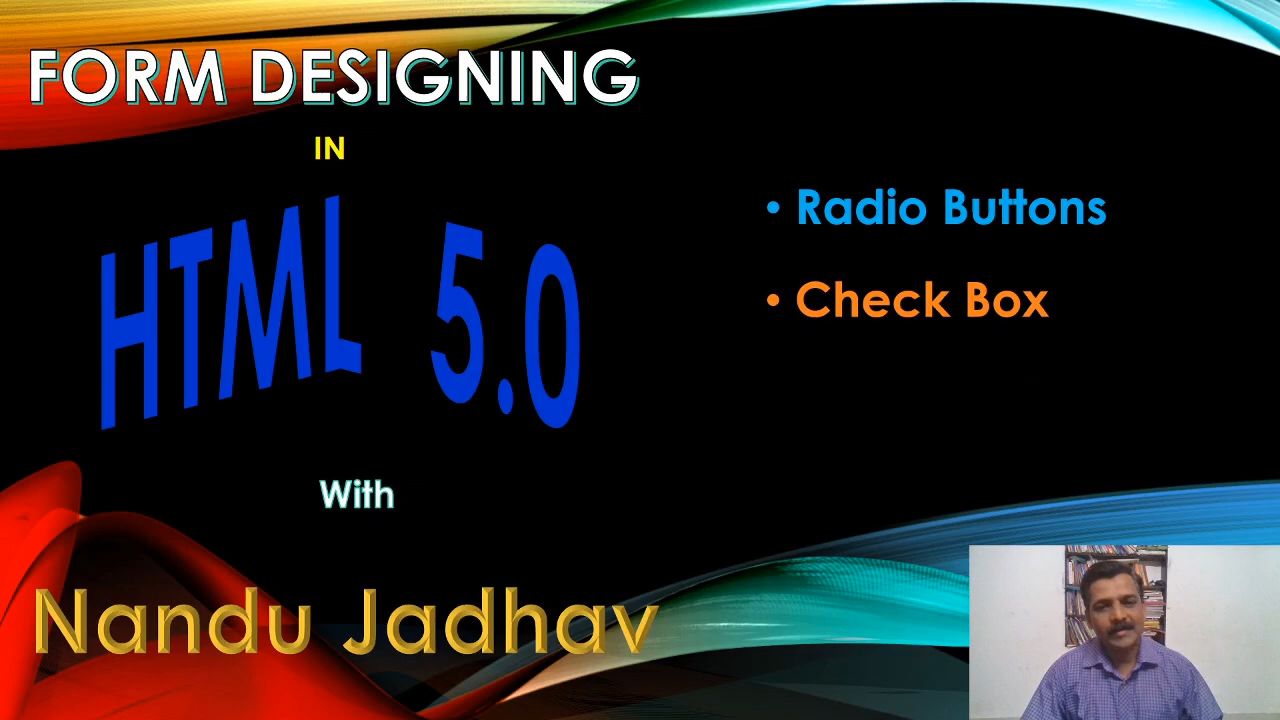 FORM DESIGNING
IN
HTML 5.0
With
Nandu Jadhav
• Radio Buttons
• Check Box